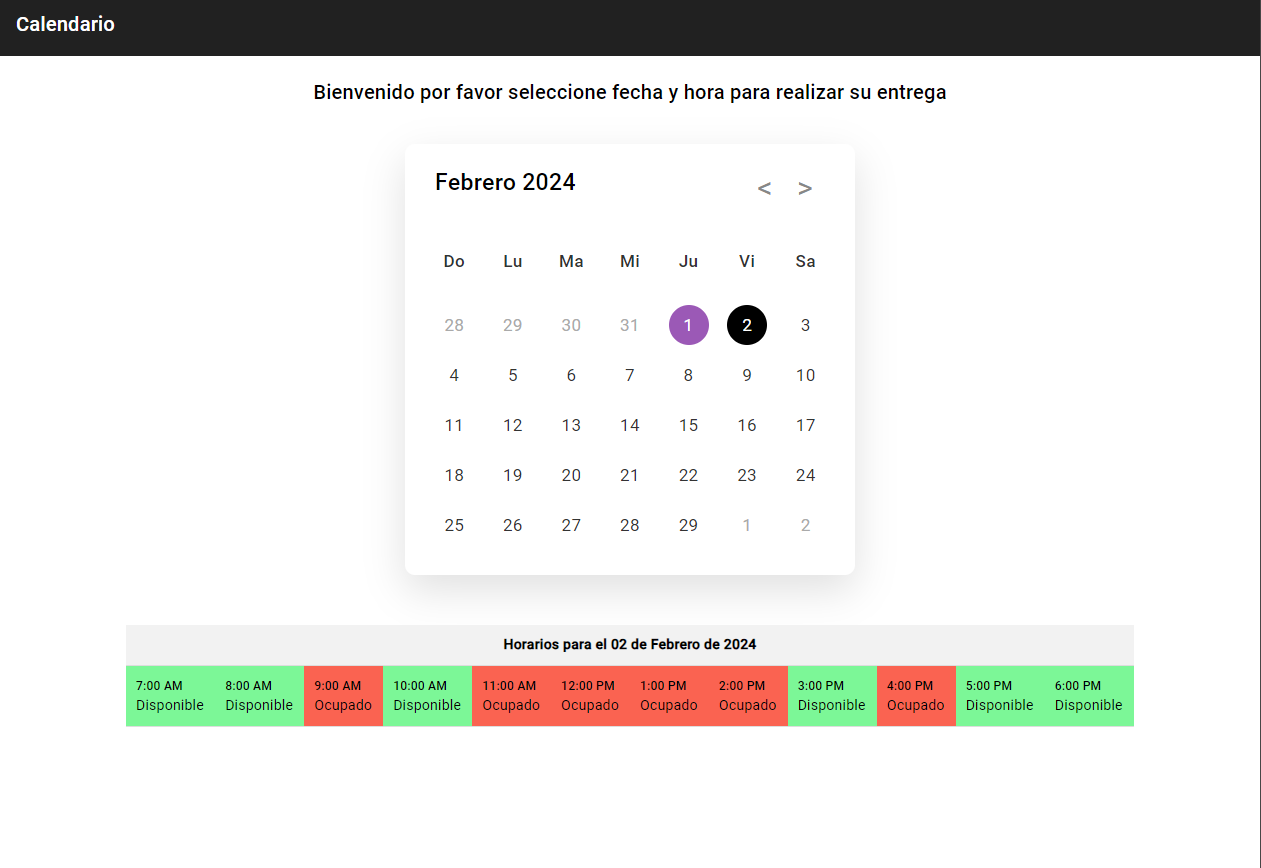 Calendario
Bienvenido por favor seleccione fecha y hora para realizar su entrega
Febrero 2024 < >
Do Lu Ma Mi Ju Vi Sa
28 29 30 31 1 2 3
4 5 6 7 8 9 10
11 12 13 14 15 16 17
18 19 20 21 22 23 24
25 26 27 28 29 1 2
Horarios para el 02 de Febrero de 2024
7:00 AM 8:00 AM 9:00 AM 10:00 AM 11:00 AM 12:00 PM 1:00 PM 2:00 PM 3:00 PM 4:00 PM 5:00 PM 6:00 PM
Disponible Disponible Ocupado Disponible Ocupado Ocupado Ocupado Ocupado Disponible Ocupado Disponible Disponible